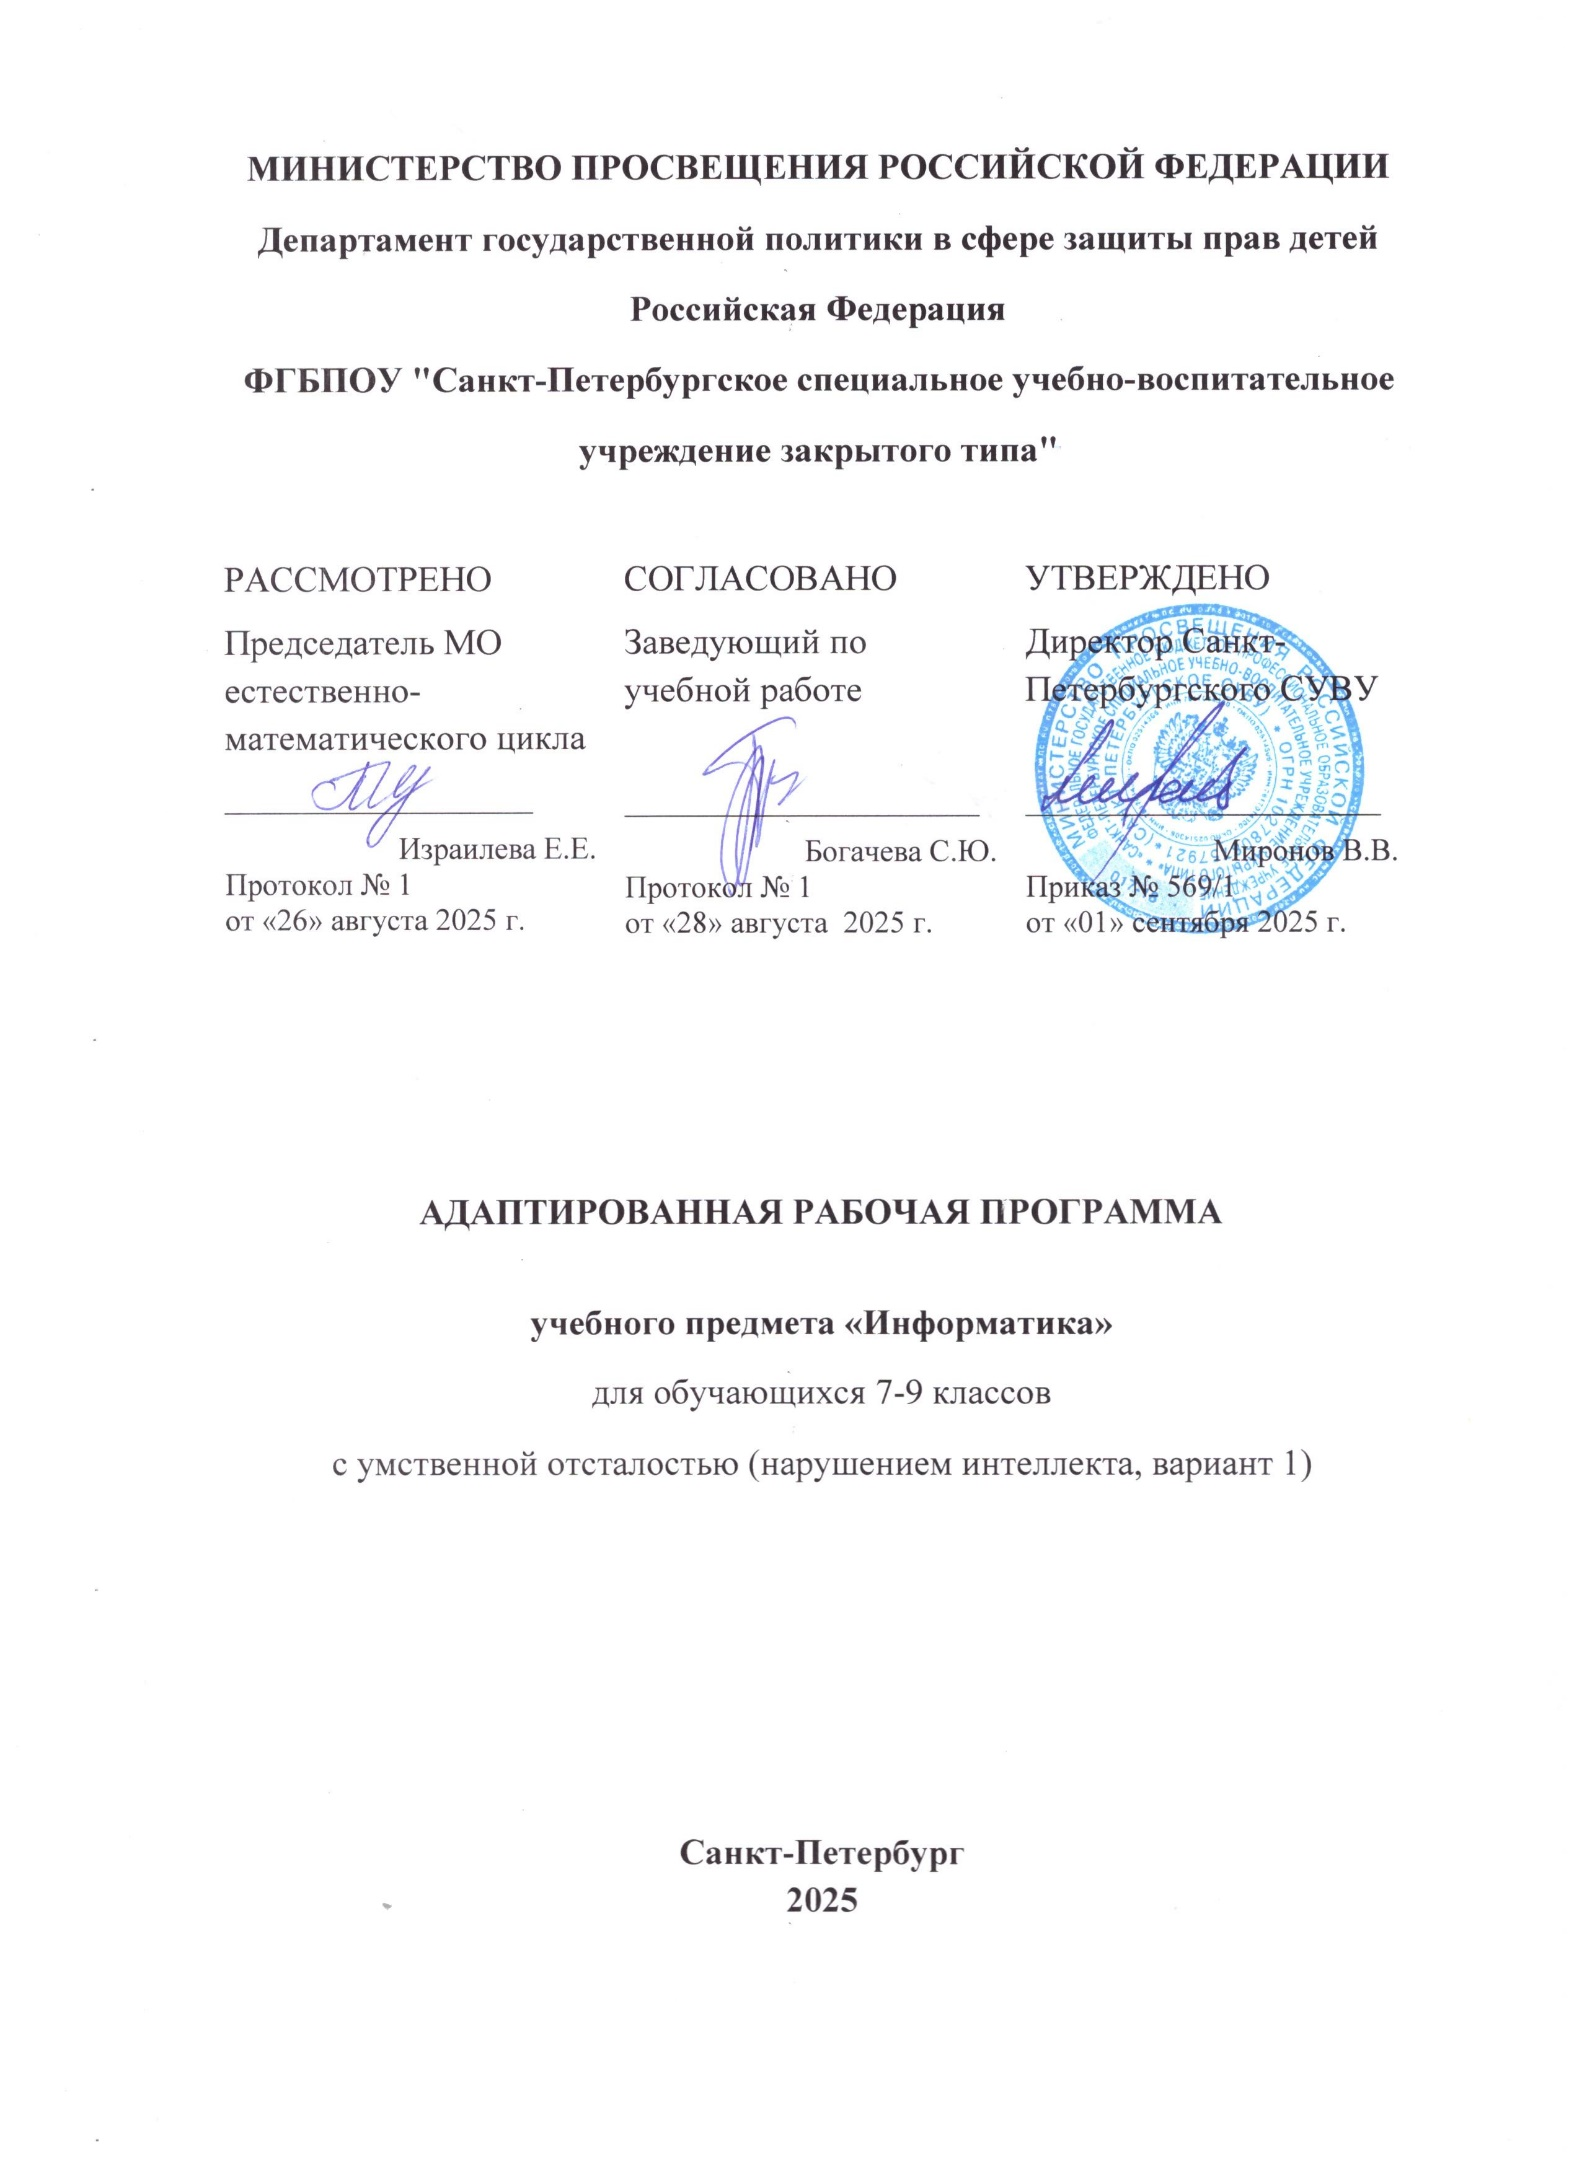 МИНИСТЕРСТВО ПРОСВЕЩЕНИЯ РОССИЙСКОЙ ФЕДЕРАЦИИ
Департамент государственной политики в сфере защиты прав детей
Российская Федерация
ФГБПОУ "Санкт-Петербургское специальное учебно-воспитательное
учреждение закрытого типа"
РАССМОТРЕНО
Председатель МО
естественно-
математического цикла
Израилева Е.Е.
Протокол № 1
от «26» августа 2025 г.
СОГЛАСОВАНО
Заведующий по
учебной работе
Богачева С.Ю.
Протокол № 1
от «28» августа 2025 г.
УТВЕРЖДЕНО
Директор Санкт-
Петербургского СУВУ
Миронов В.В.
Приказ № 569/1
от «01» сентября 2025 г.
МИНИСТЕРСТВО ПРОСВЕЩЕНИЯ РОССИЙСКОЙ ФЕДЕРАЦИИ
АДАПТИРОВАННАЯ РАБОЧАЯ ПРОГРАММА
учебного предмета «Информатика»
для обучающихся 7-9 классов
с умственной отсталостью (нарушением интеллекта, вариант 1)
Санкт-Петербург
2025